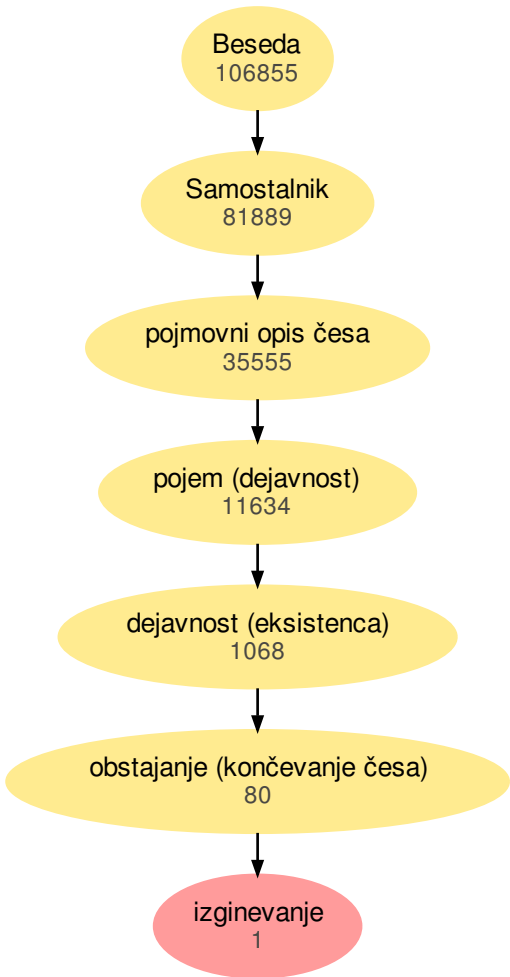 Beseda
106855
Samostalnik
81889
pojmovni opis česa
35555
pojem (dejavnost)
11634
dejavnost (eksistenca)
1068
obstajanje (končevanje česa)
80
izginevanje
1